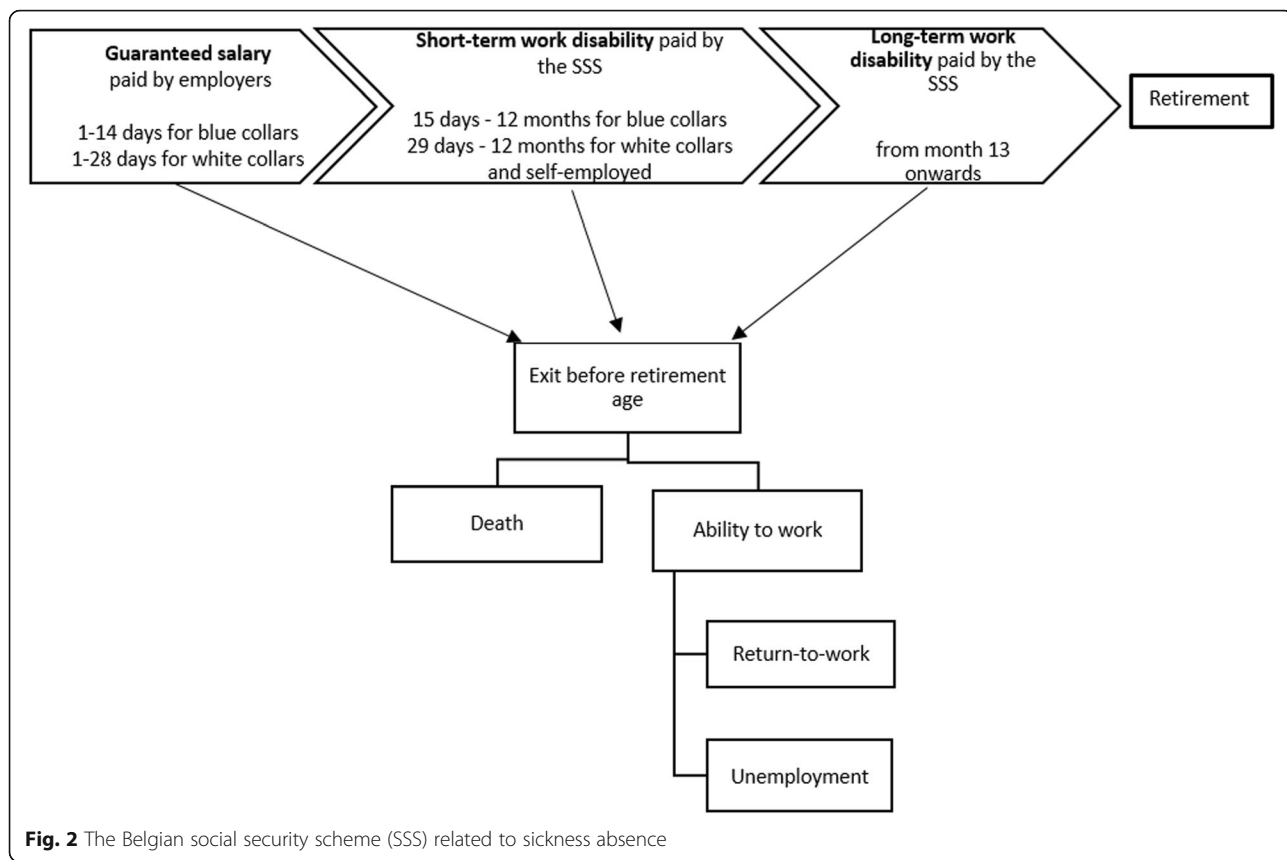 Guaranteed salary
paid by employers
1-14 days for blue collars
1-28 days for white collars
Short-term work disability paid by
the SSS
15 days - 12 months for blue collars
29 days - 12 months for white collars
and self-employed
Long-term work
disability paid by the
SSS
from month 13
onwards
Retirement
Exit before retirement
age
Death
Ability to work
Return-to-work
Unemployment
Fig. 2 The Belgian social security scheme (SSS) related to sickness absence